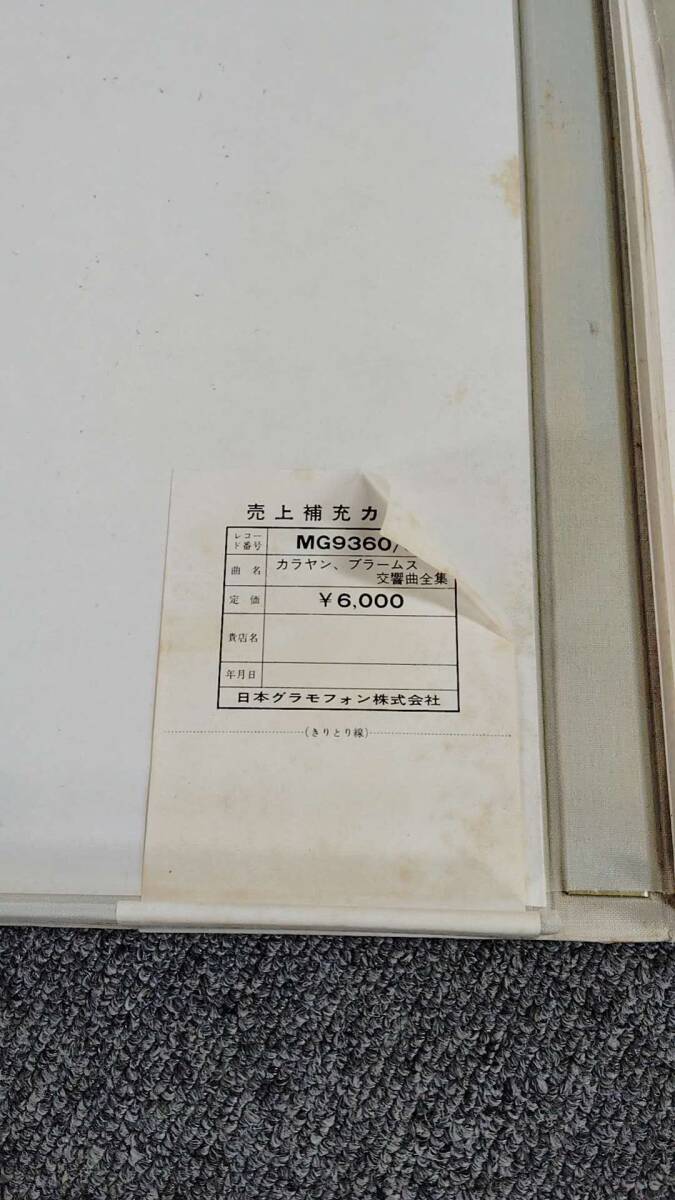 売上補充カ
レコード番号 MG9360/
曲名 カラヤン、ブラームス
交響曲全集
定価 ¥6,000
貴店名
年月日
日本グラモフォン株式会社
(きりとり線)